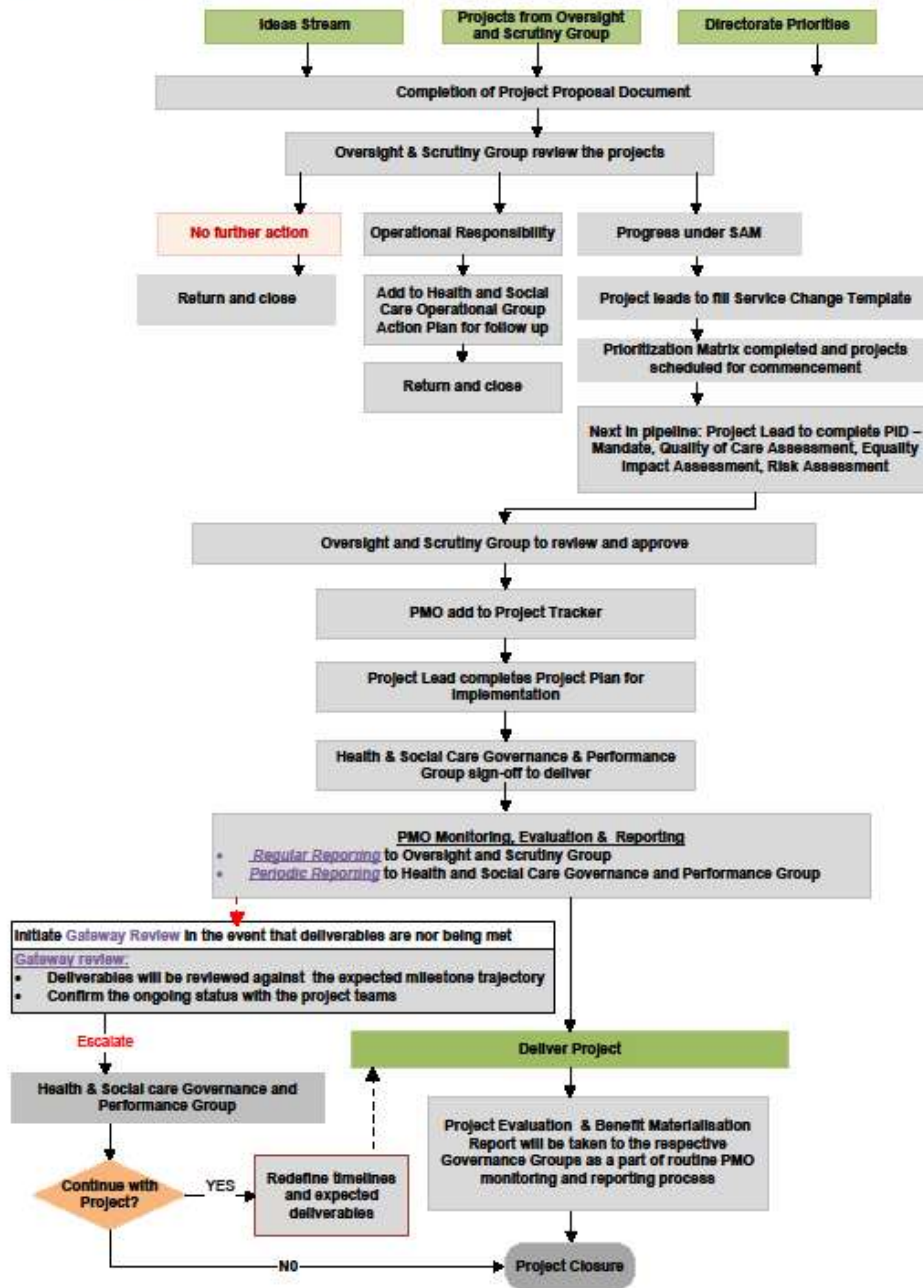 Ideas Stream
Projects from Oversight
and Scrutiny Group
Directorate Priorities
Completion of Project Proposal Document
Oversight & Scrutiny Group review the projects
No further action
Operational Responsibility
Progress under SAM
Return and close
Add to Health and Social
Care Operational Group
Action Plan for follow up
Project leads to fill Service Change Template
Return and close
Prioritization Matrix completed and projects
scheduled for commencement
Next in pipeline: Project Lead to complete PID –
Mandate, Quality of Care Assessment, Equality
Impact Assessment, Risk Assessment
Oversight and Scrutiny Group to review and approve
PMO add to Project Tracker
Project Lead completes Project Plan for
Implementation
Health & Social Care Governance & Performance
Group sign-off to deliver
PMO Monitoring, Evaluation & Reporting
• Regular Reporting to Oversight and Scrutiny Group
• Periodic Reporting to Health and Social Care Governance and Performance Group
Initiate Gateway Review in the event that deliverables are nor being met
Gateway review:
• Deliverables will be reviewed against the expected milestone trajectory
• Confirm the ongoing status with the project teams
Escalate
Deliver Project
Health & Social care Governance and
Performance Group
Project Evaluation & Benefit Materialisation
Report will be taken to the respective
Governance Groups as a part of routine PMO
monitoring and reporting process
Continue with
Project?
YES
Redefine timelines
and expected
deliverables
NO
Project Closure